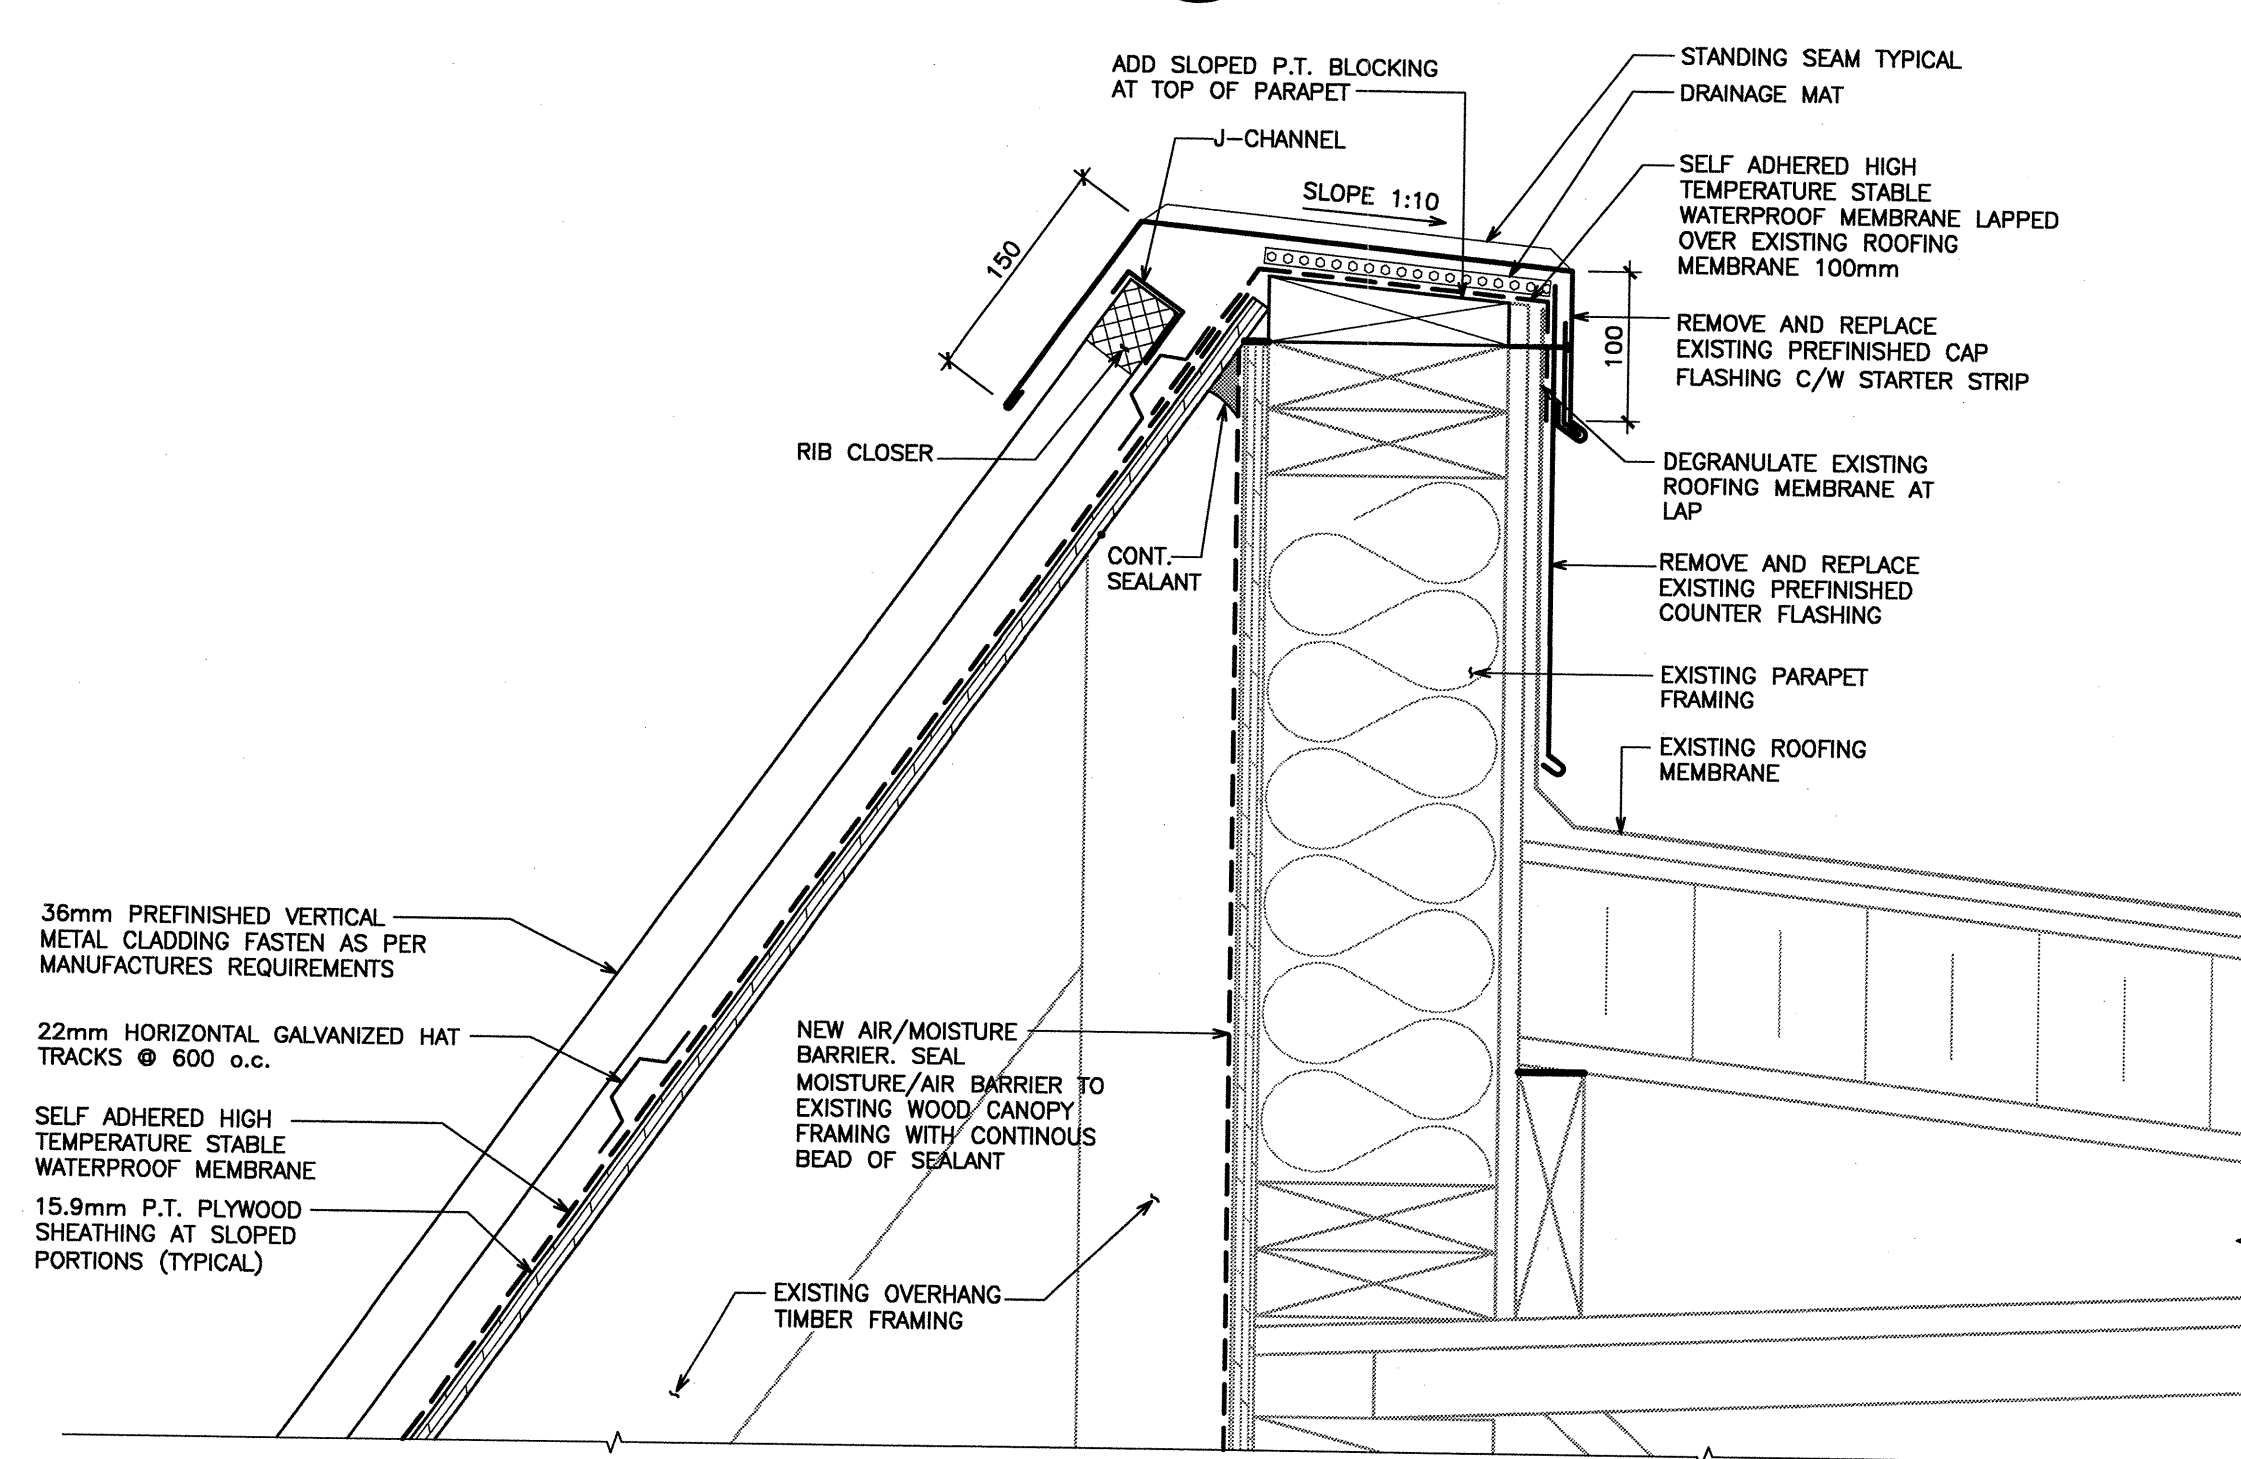 ADD SLOPED P.T. BLOCKING
AT TOP OF PARAPET
J-CHANNEL
SLOPE 1:10
150
100
STANDING SEAM TYPICAL
DRAINAGE MAT
SELF ADHERED HIGH
TEMPERATURE STABLE
WATERPROOF MEMBRANE LAPPED
OVER EXISTING ROOFING
MEMBRANE 100mm
REMOVE AND REPLACE
EXISTING PREFINISHED CAP
FLASHING C/W STARTER STRIP
RIB CLOSER
DEGRANULATE EXISTING
ROOFING MEMBRANE AT
LAP
CONT.
SEALANT
REMOVE AND REPLACE
EXISTING PREFINISHED
COUNTER FLASHING
EXISTING PARAPET
FRAMING
EXISTING ROOFING
MEMBRANE
36mm PREFINISHED VERTICAL
METAL CLADDING FASTEN AS PER
MANUFACTURES REQUIREMENTS
22mm HORIZONTAL GALVANIZED HAT
TRACKS @ 600 o.c.
SELF ADHERED HIGH
TEMPERATURE STABLE
WATERPROOF MEMBRANE
15.9mm P.T. PLYWOOD
SHEATHING AT SLOPED
PORTIONS (TYPICAL)
NEW AIR/MOISTURE
BARRIER. SEAL
MOISTURE/AIR BARRIER TO
EXISTING WOOD CANOPY
FRAMING WITH CONTINOUS
BEAD OF SEALANT
EXISTING OVERHANG
TIMBER FRAMING